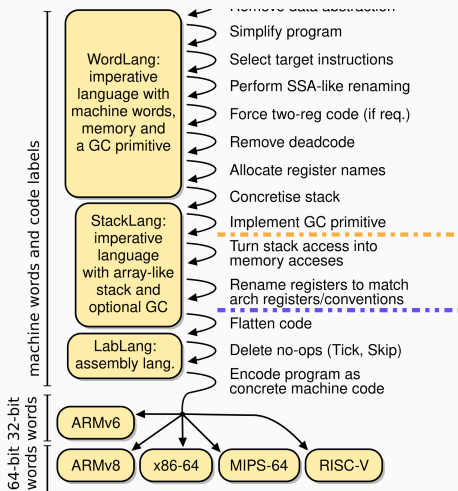 Remove data abstraction
Simplify program
Select target instructions
Perform SSA-like renaming
Force two-reg code (if req.)
Remove deadcode
Allocate register names
Concretise stack
Implement GC primitive
Turn stack access into
memory acceses
Rename registers to match
arch registers/conventions
Flatten code
Delete no-ops (Tick, Skip)
Encode program as
concrete machine code
WordLang:
imperative
language with
machine words,
memory and
a GC primitive
StackLang:
imperative
language
with array-like
stack and
optional GC
LabLang:
assembly lang.
machine words and code labels
32-bit
words
64-bit
words
ARMv6
ARMv8
x86-64
MIPS-64
RISC-V